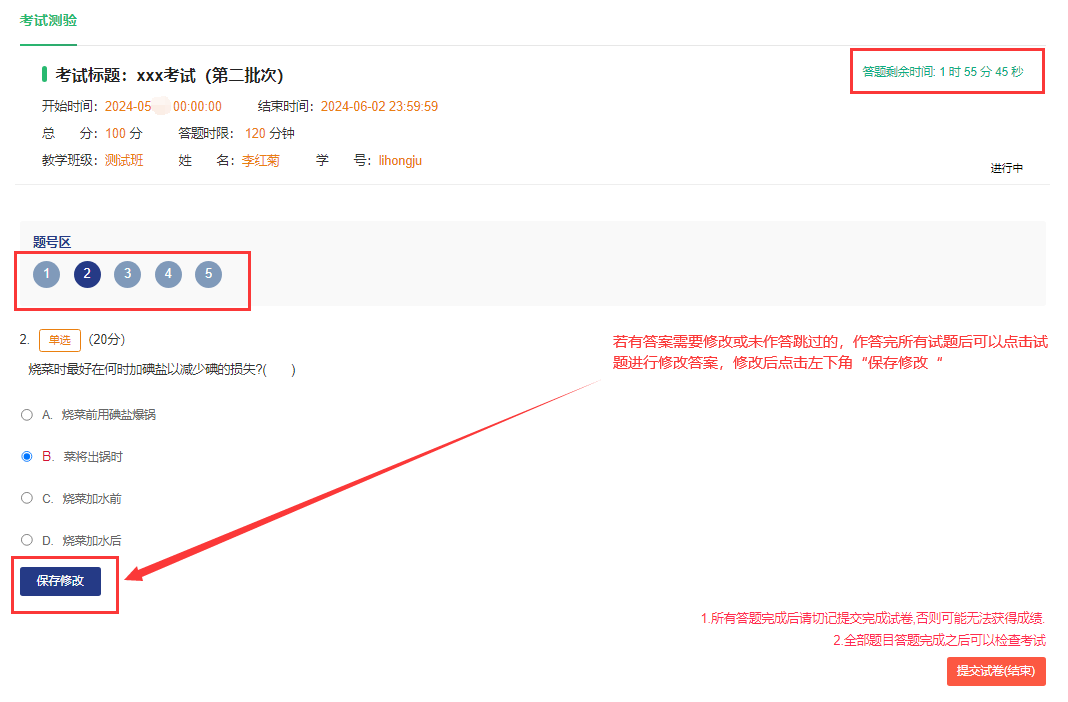 考试测验
考试标题：xxx考试（第二批次）
答题剩余时间: 1 时 55 分 45 秒
开始时间： 2024-05 00:00:00 结束时间： 2024-06-02 23:59:59
总 分： 100 分 答题时限： 120 分钟
教学班级： 测试班 姓 名： 李红菊 学 号： lihongju
进行中
题号区
1 2 3 4 5
2. 单选 （20分）
烧菜时最好在何时加碘盐以减少碘的损失?( )
若有答案需要修改或未作答跳过的，作答完所有试题后可以点击试
题进行修改答案，修改后点击左下角“保存修改“
A. 烧菜前用碘盐爆锅
B. 菜将出锅时
C. 烧菜加水前
D. 烧菜加水后
保存修改
1.所有答题完成后请切记提交完成试卷,否则可能无法获得成绩.
2.全部题目答题完成之后可以检查考试
提交试卷(结束)